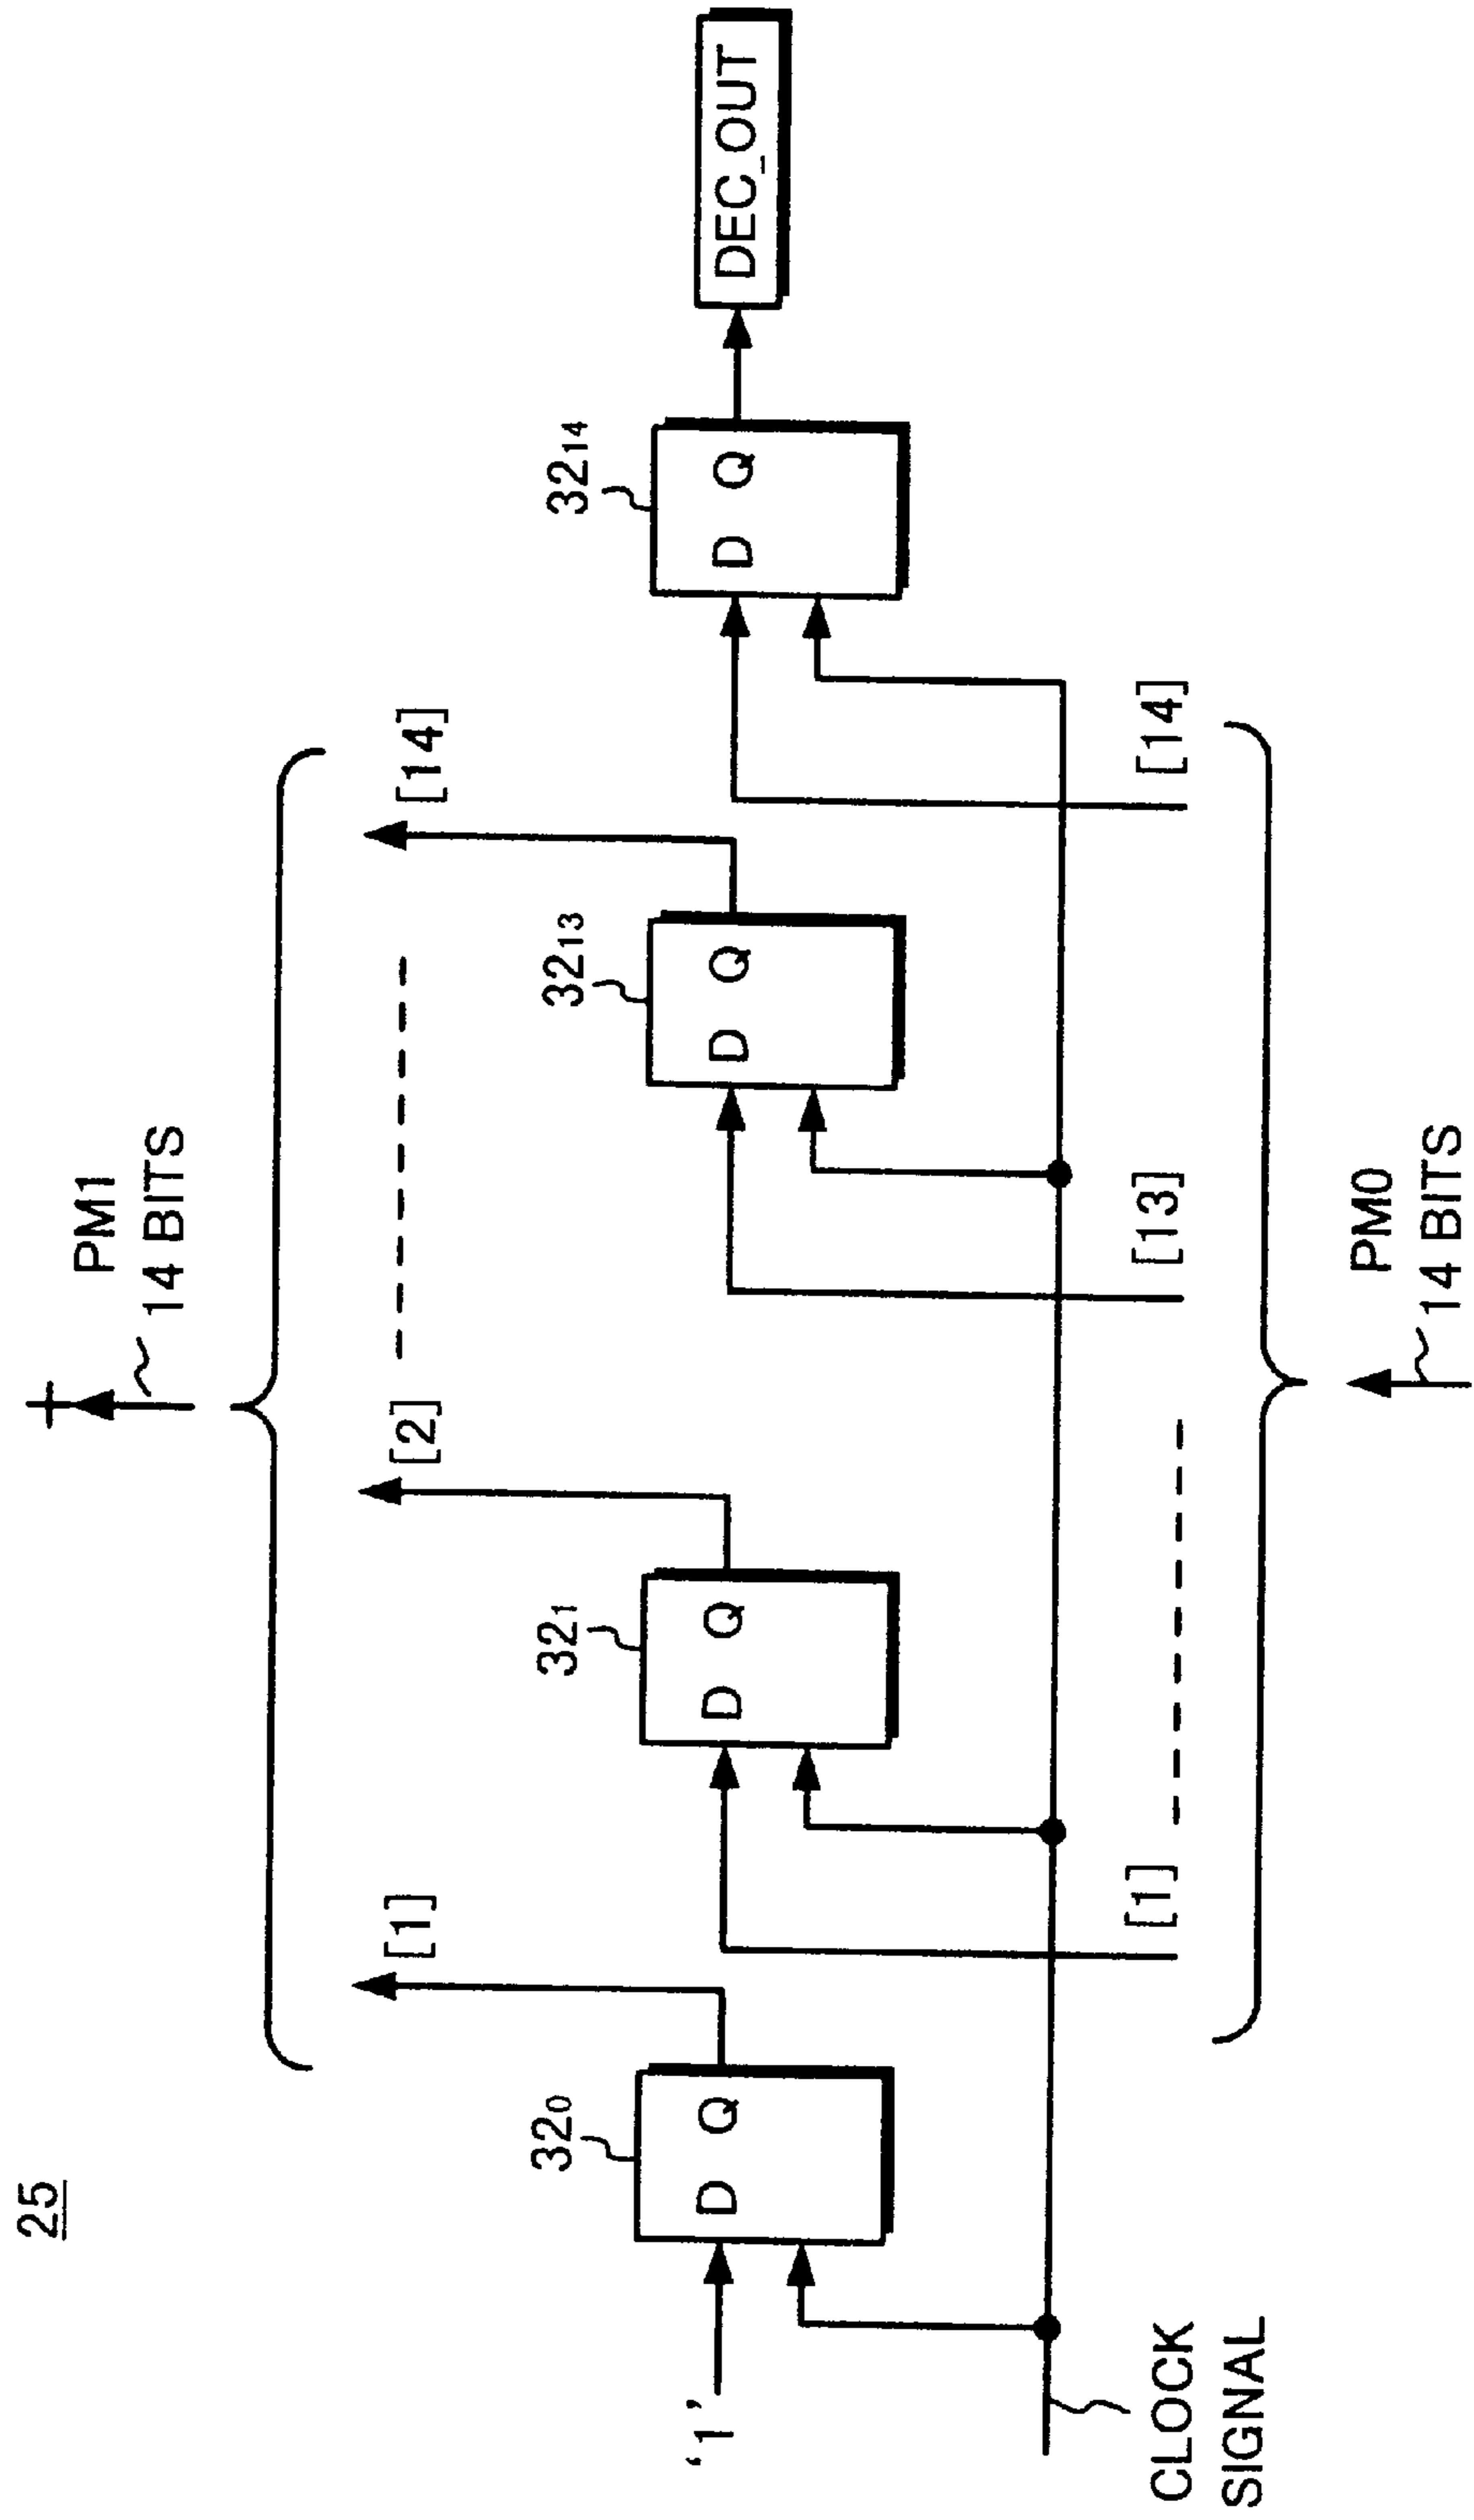 25
PM1
14 BITS
[1]
[2]
[14]
32₀
32₁
32₁₃
32₁₄
'1'
D Q
D Q
D Q
D Q
DEC_OUT
[1]
[13]
[14]
CLOCK
SIGNAL
PM0
14 BITS